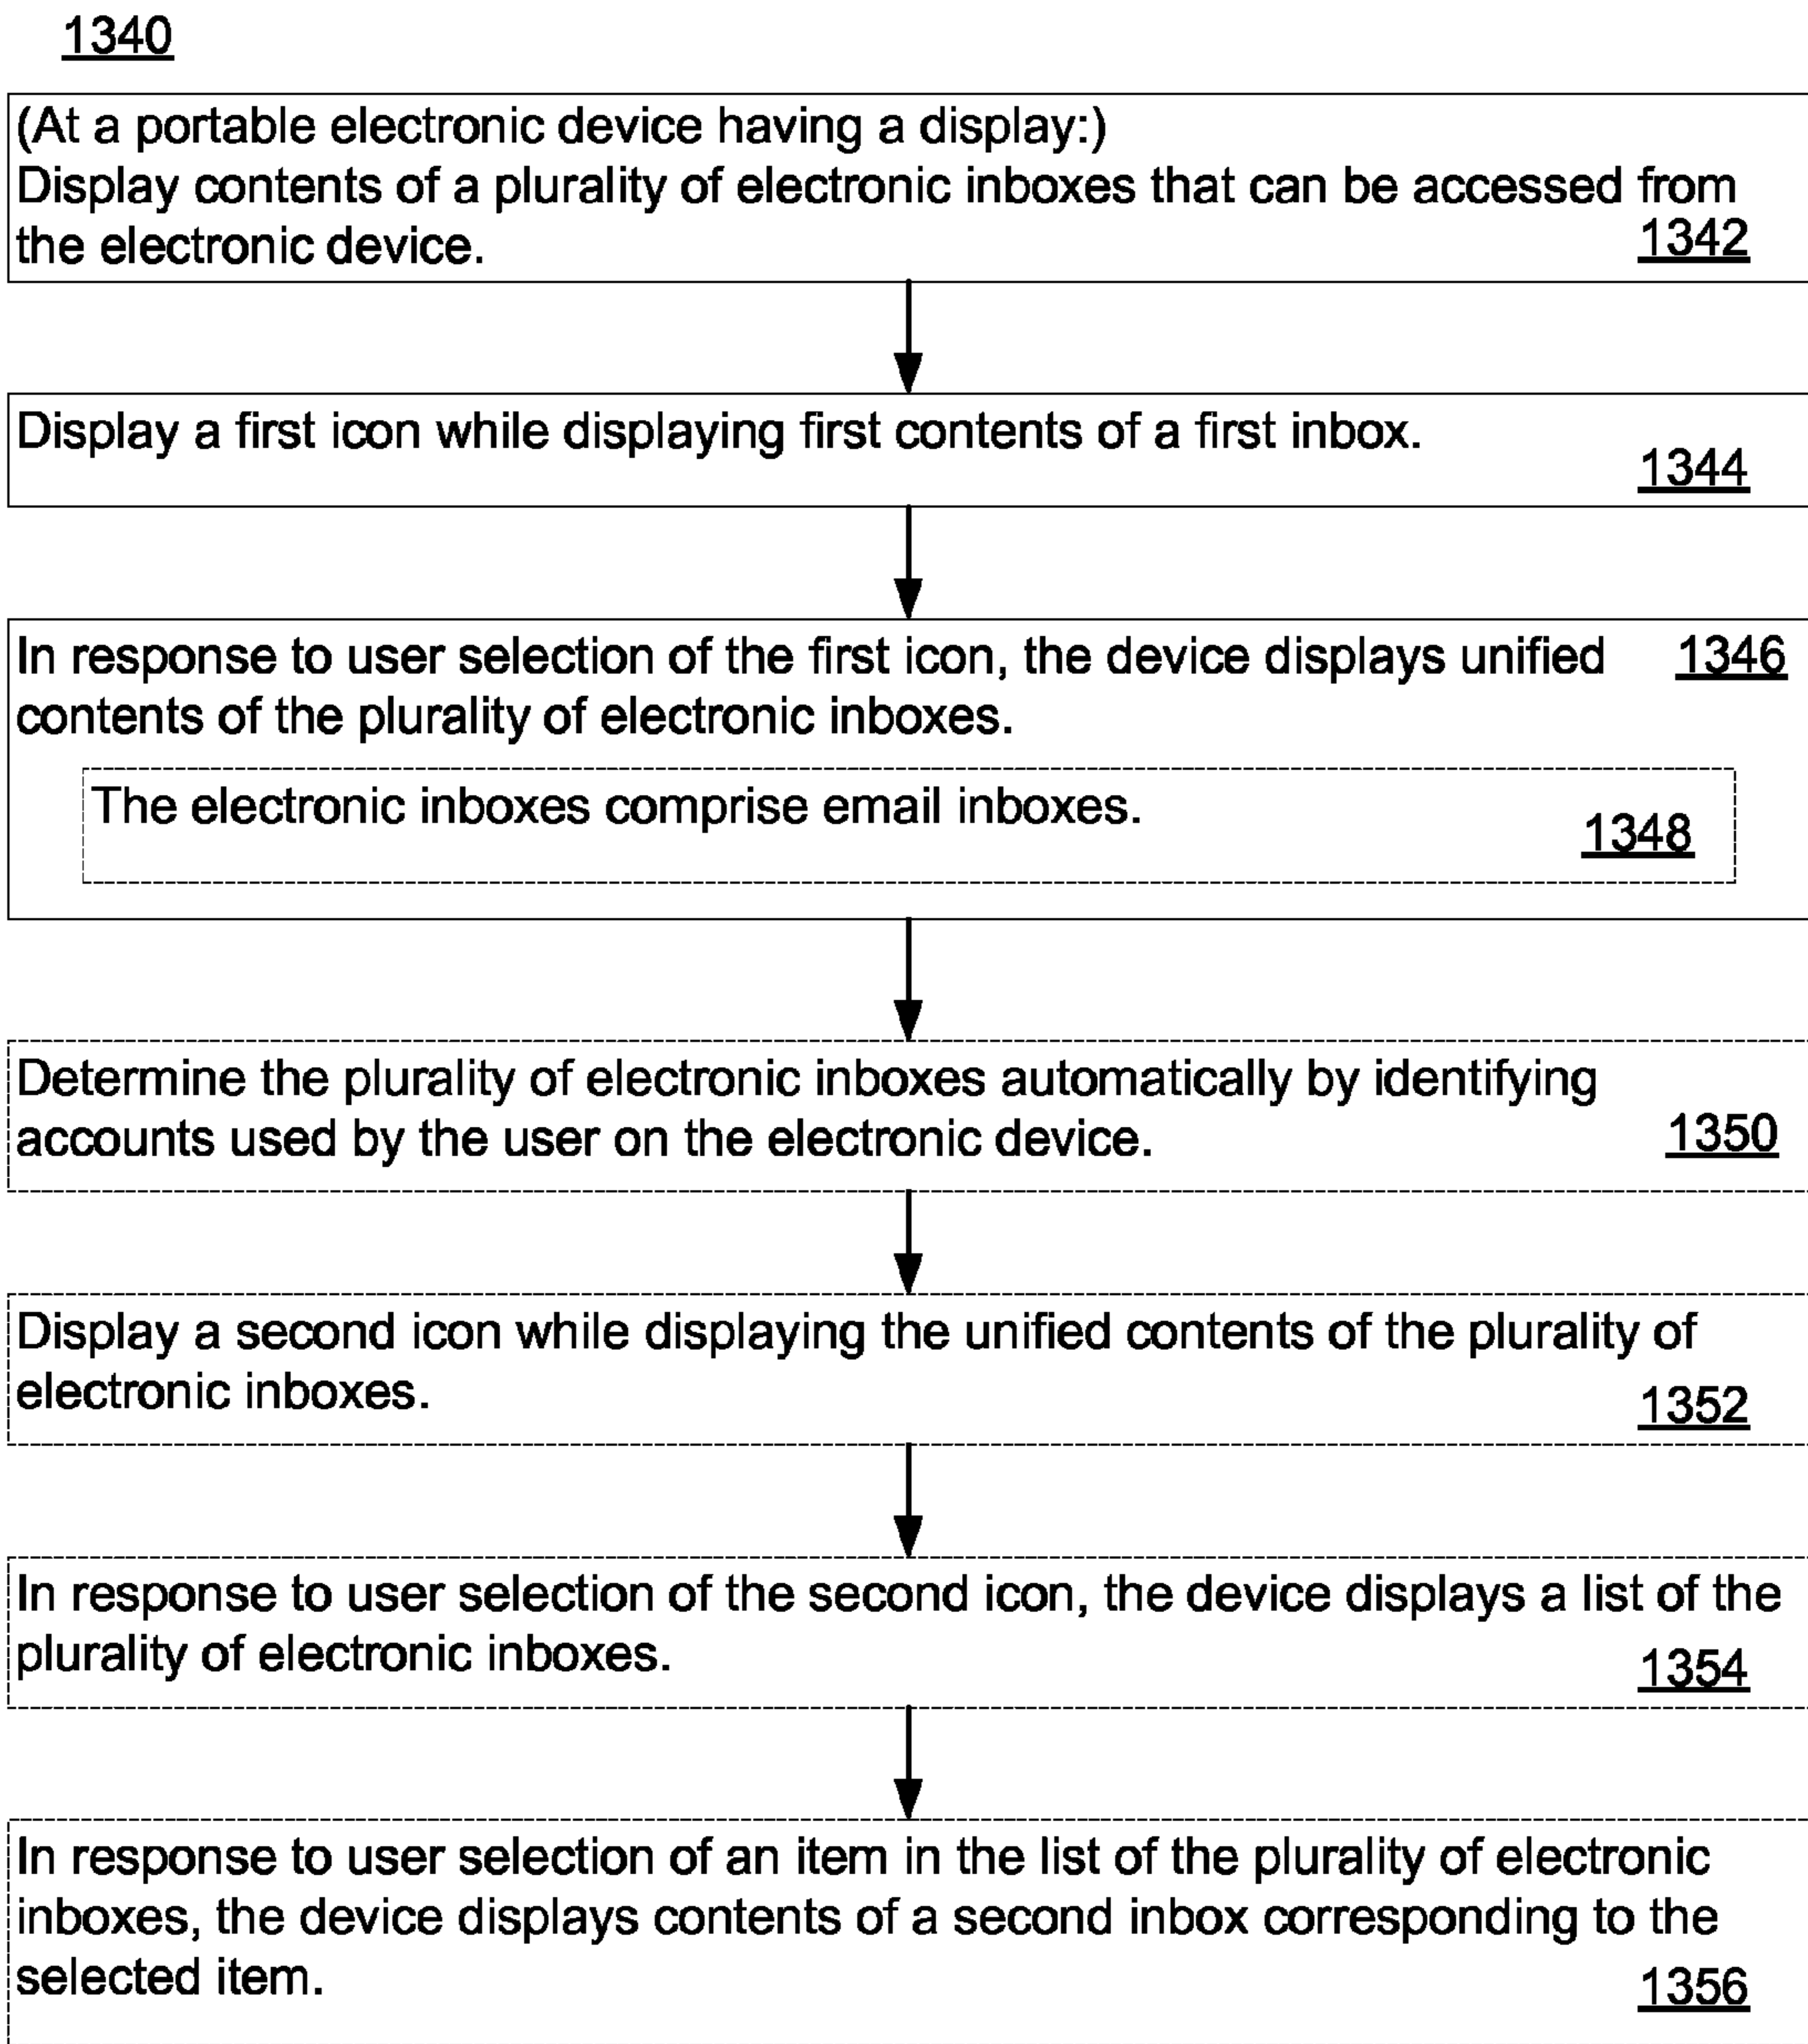 1340
(At a portable electronic device having a display:)
Display contents of a plurality of electronic inboxes that can be accessed from
the electronic device.
1342
Display a first icon while displaying first contents of a first inbox.
1344
In response to user selection of the first icon, the device displays unified 1346
contents of the plurality of electronic inboxes.
The electronic inboxes comprise email inboxes.
1348
Determine the plurality of electronic inboxes automatically by identifying
accounts used by the user on the electronic device.
1350
Display a second icon while displaying the unified contents of the plurality of
electronic inboxes.
1352
In response to user selection of the second icon, the device displays a list of the
plurality of electronic inboxes.
1354
In response to user selection of an item in the list of the plurality of electronic
inboxes, the device displays contents of a second inbox corresponding to the
selected item.
1356